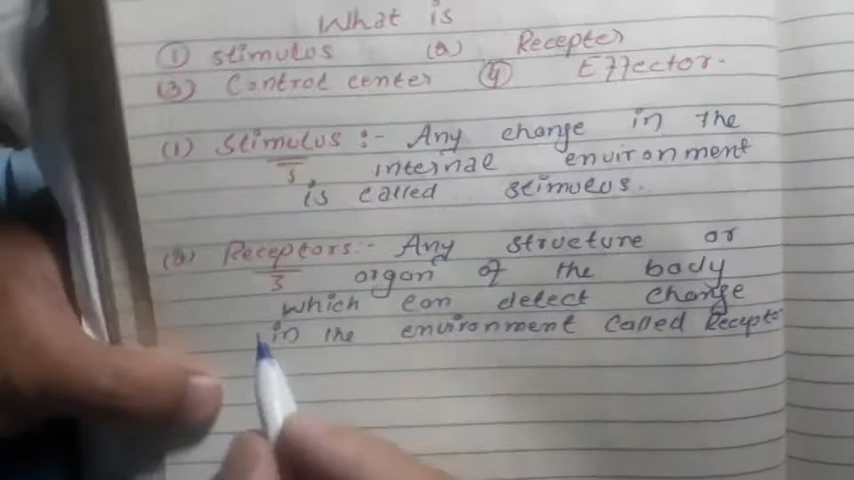 What is
(1) stimulus (2) Recepter
(3) Control center (4) Effector.
(1) Stimulus :- Any change in the
internal environment
is called stimulus.
(2) Receptors:- Any structure or
organ of the body
which can detect change
in the environment called Recepto